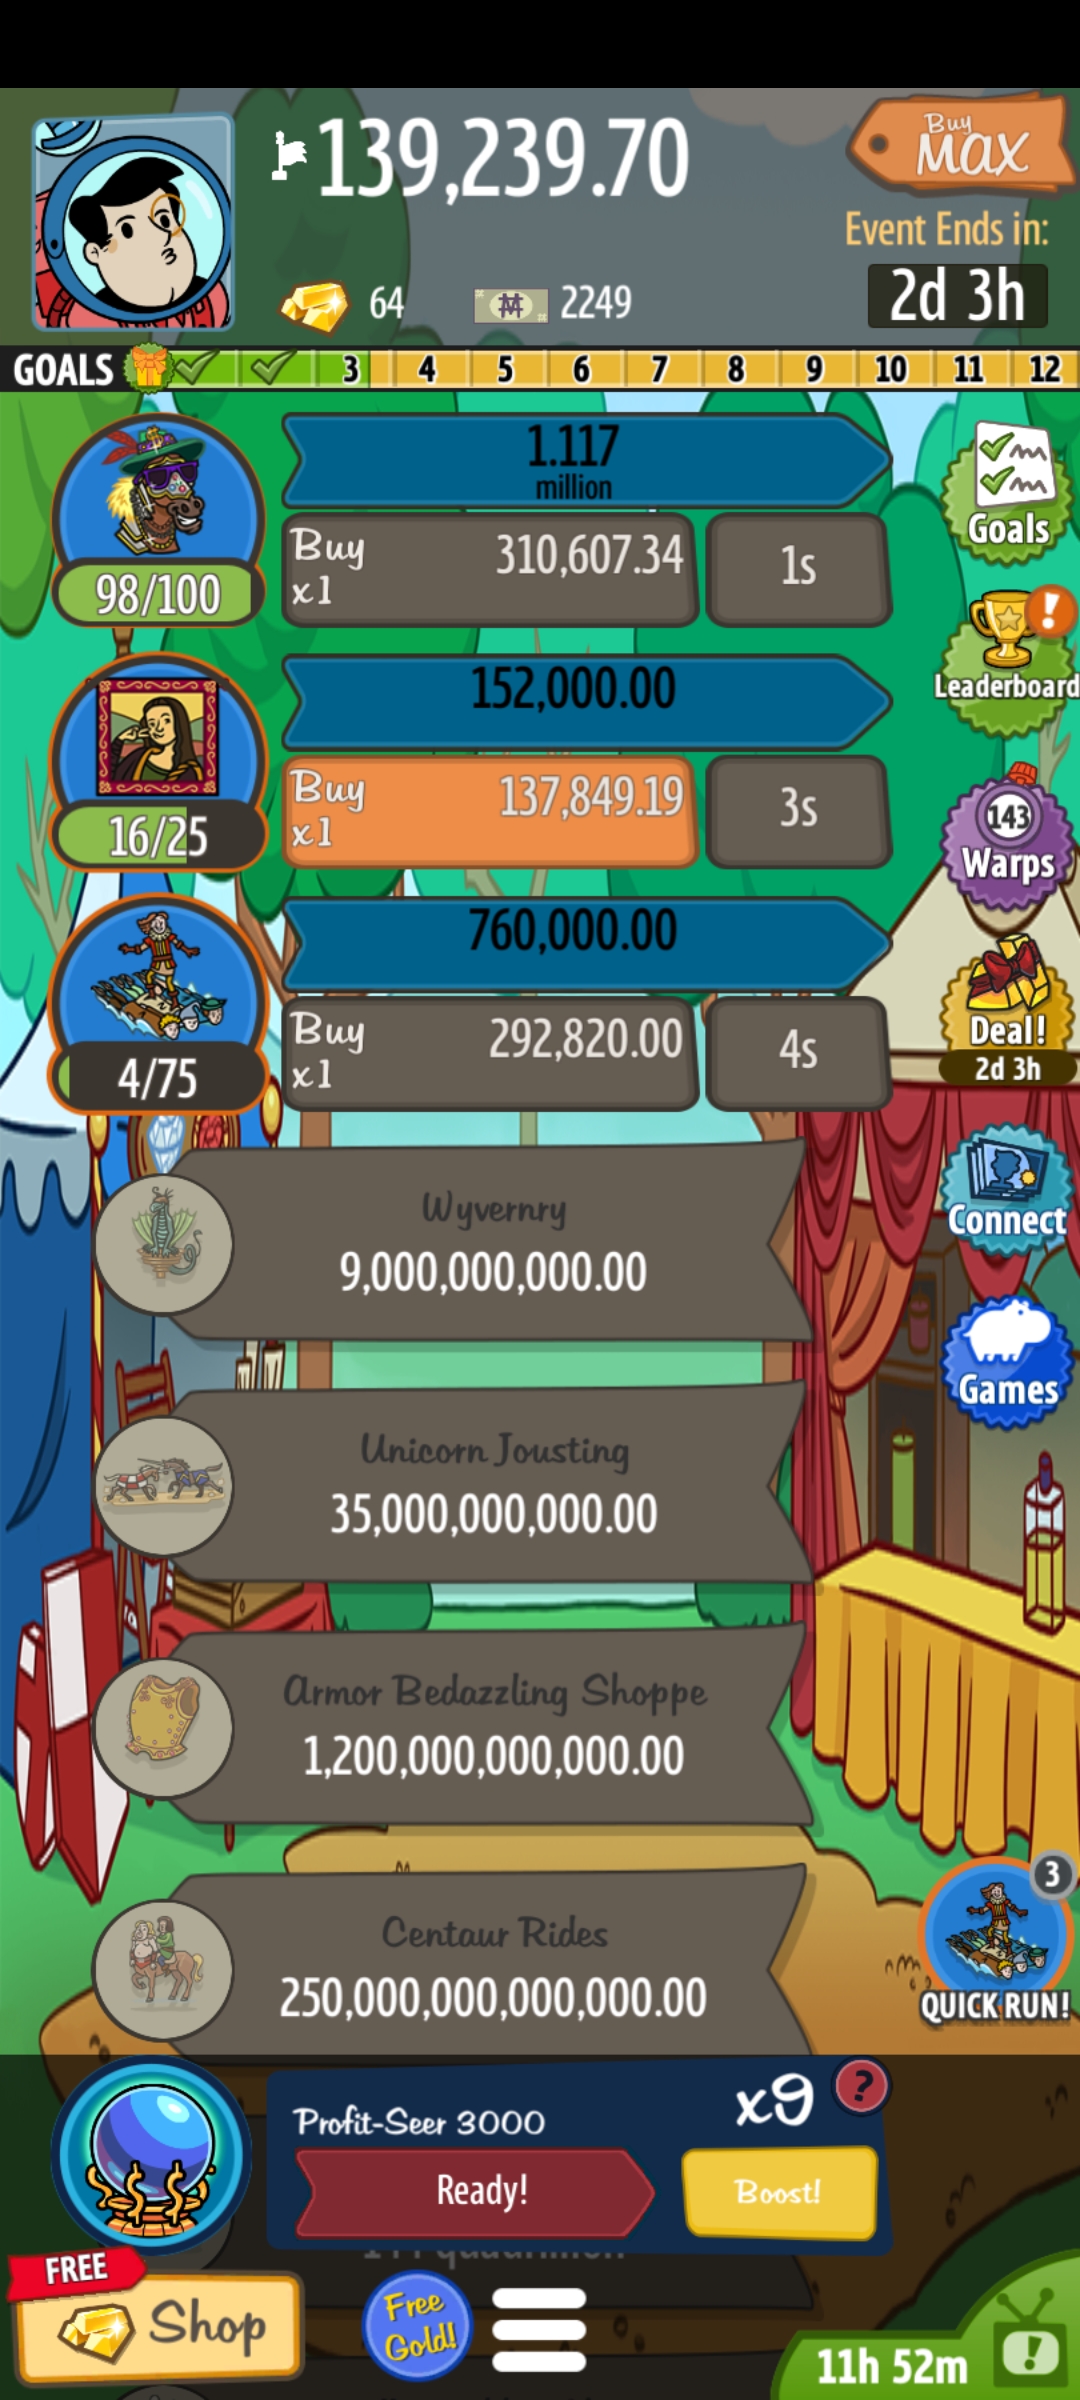 139,239.70
Buy
MAX
Event Ends in:
64
2249
2d 3h
GOALS 3 4 5 6 7 8 9 10 11 12
1.117
million
Buy
x1
310,607.34
1s
98/100
Goals
152,000.00
Leaderboard
Buy
x1
137,849.19
3s
16/25
143
Warps
760,000.00
Buy
x1
292,820.00
4s
4/75
Deal!
2d 3h
Wyvernry
9,000,000,000.00
Connect
Games
Unicorn Jousting
35,000,000,000.00
Armor Bedazzling Shoppe
1,200,000,000,000.00
Centaur Rides
250,000,000,000,000.00
3
QUICK RUN!
Profit-Seer 3000
x9
?
Ready!
Boost!
FREE
Shop
Free
Gold!
11h 52m